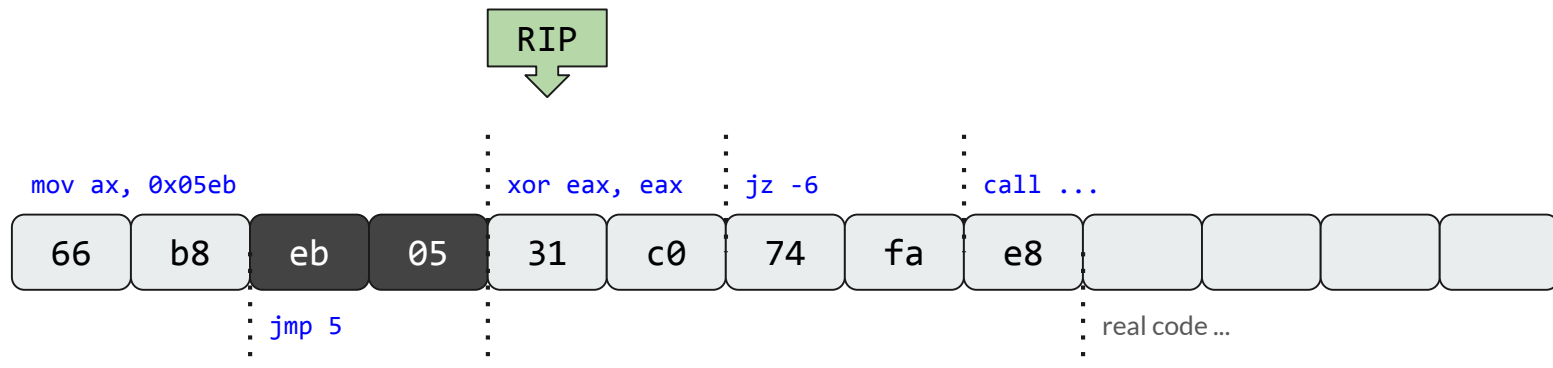 RIP
mov ax, 0x05eb xor eax, eax jz -6 call ...
66 b8 eb 05 31 c0 74 fa e8
jmp 5 real code ...